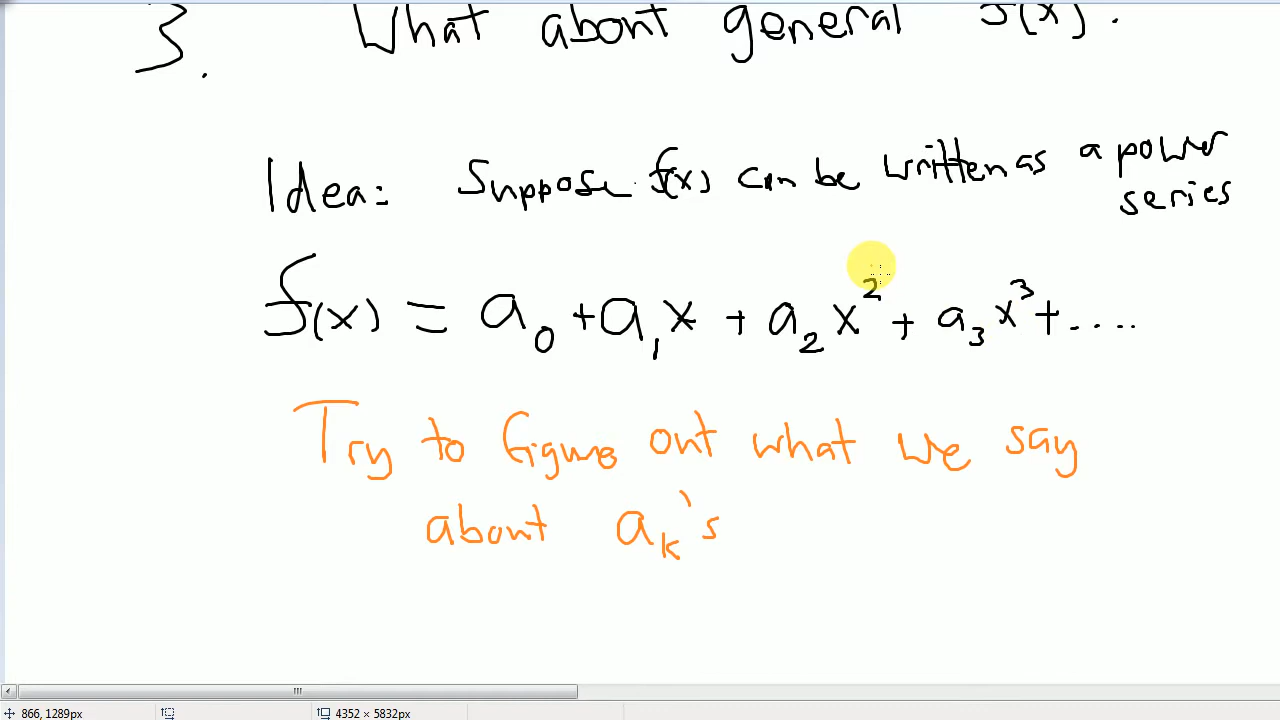 3. What about general f(x).
Idea: Suppose f(x) can be written as a power
series
f(x) = a₀ + a₁x + a₂x² + a₃x³ + ....
Try to figure out what we say
about aₖ's
866, 1289px 4352 × 5832px